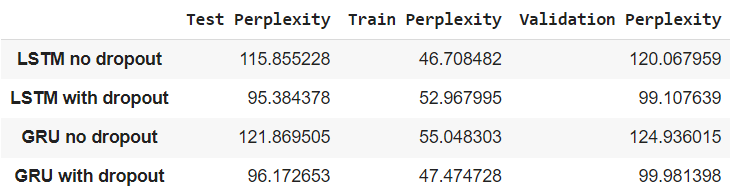 Test Perplexity Train Perplexity Validation Perplexity
LSTM no dropout 115.855228 46.708482 120.067959
LSTM with dropout 95.384378 52.967995 99.107639
GRU no dropout 121.869505 55.048303 124.936015
GRU with dropout 96.172653 47.474728 99.981398